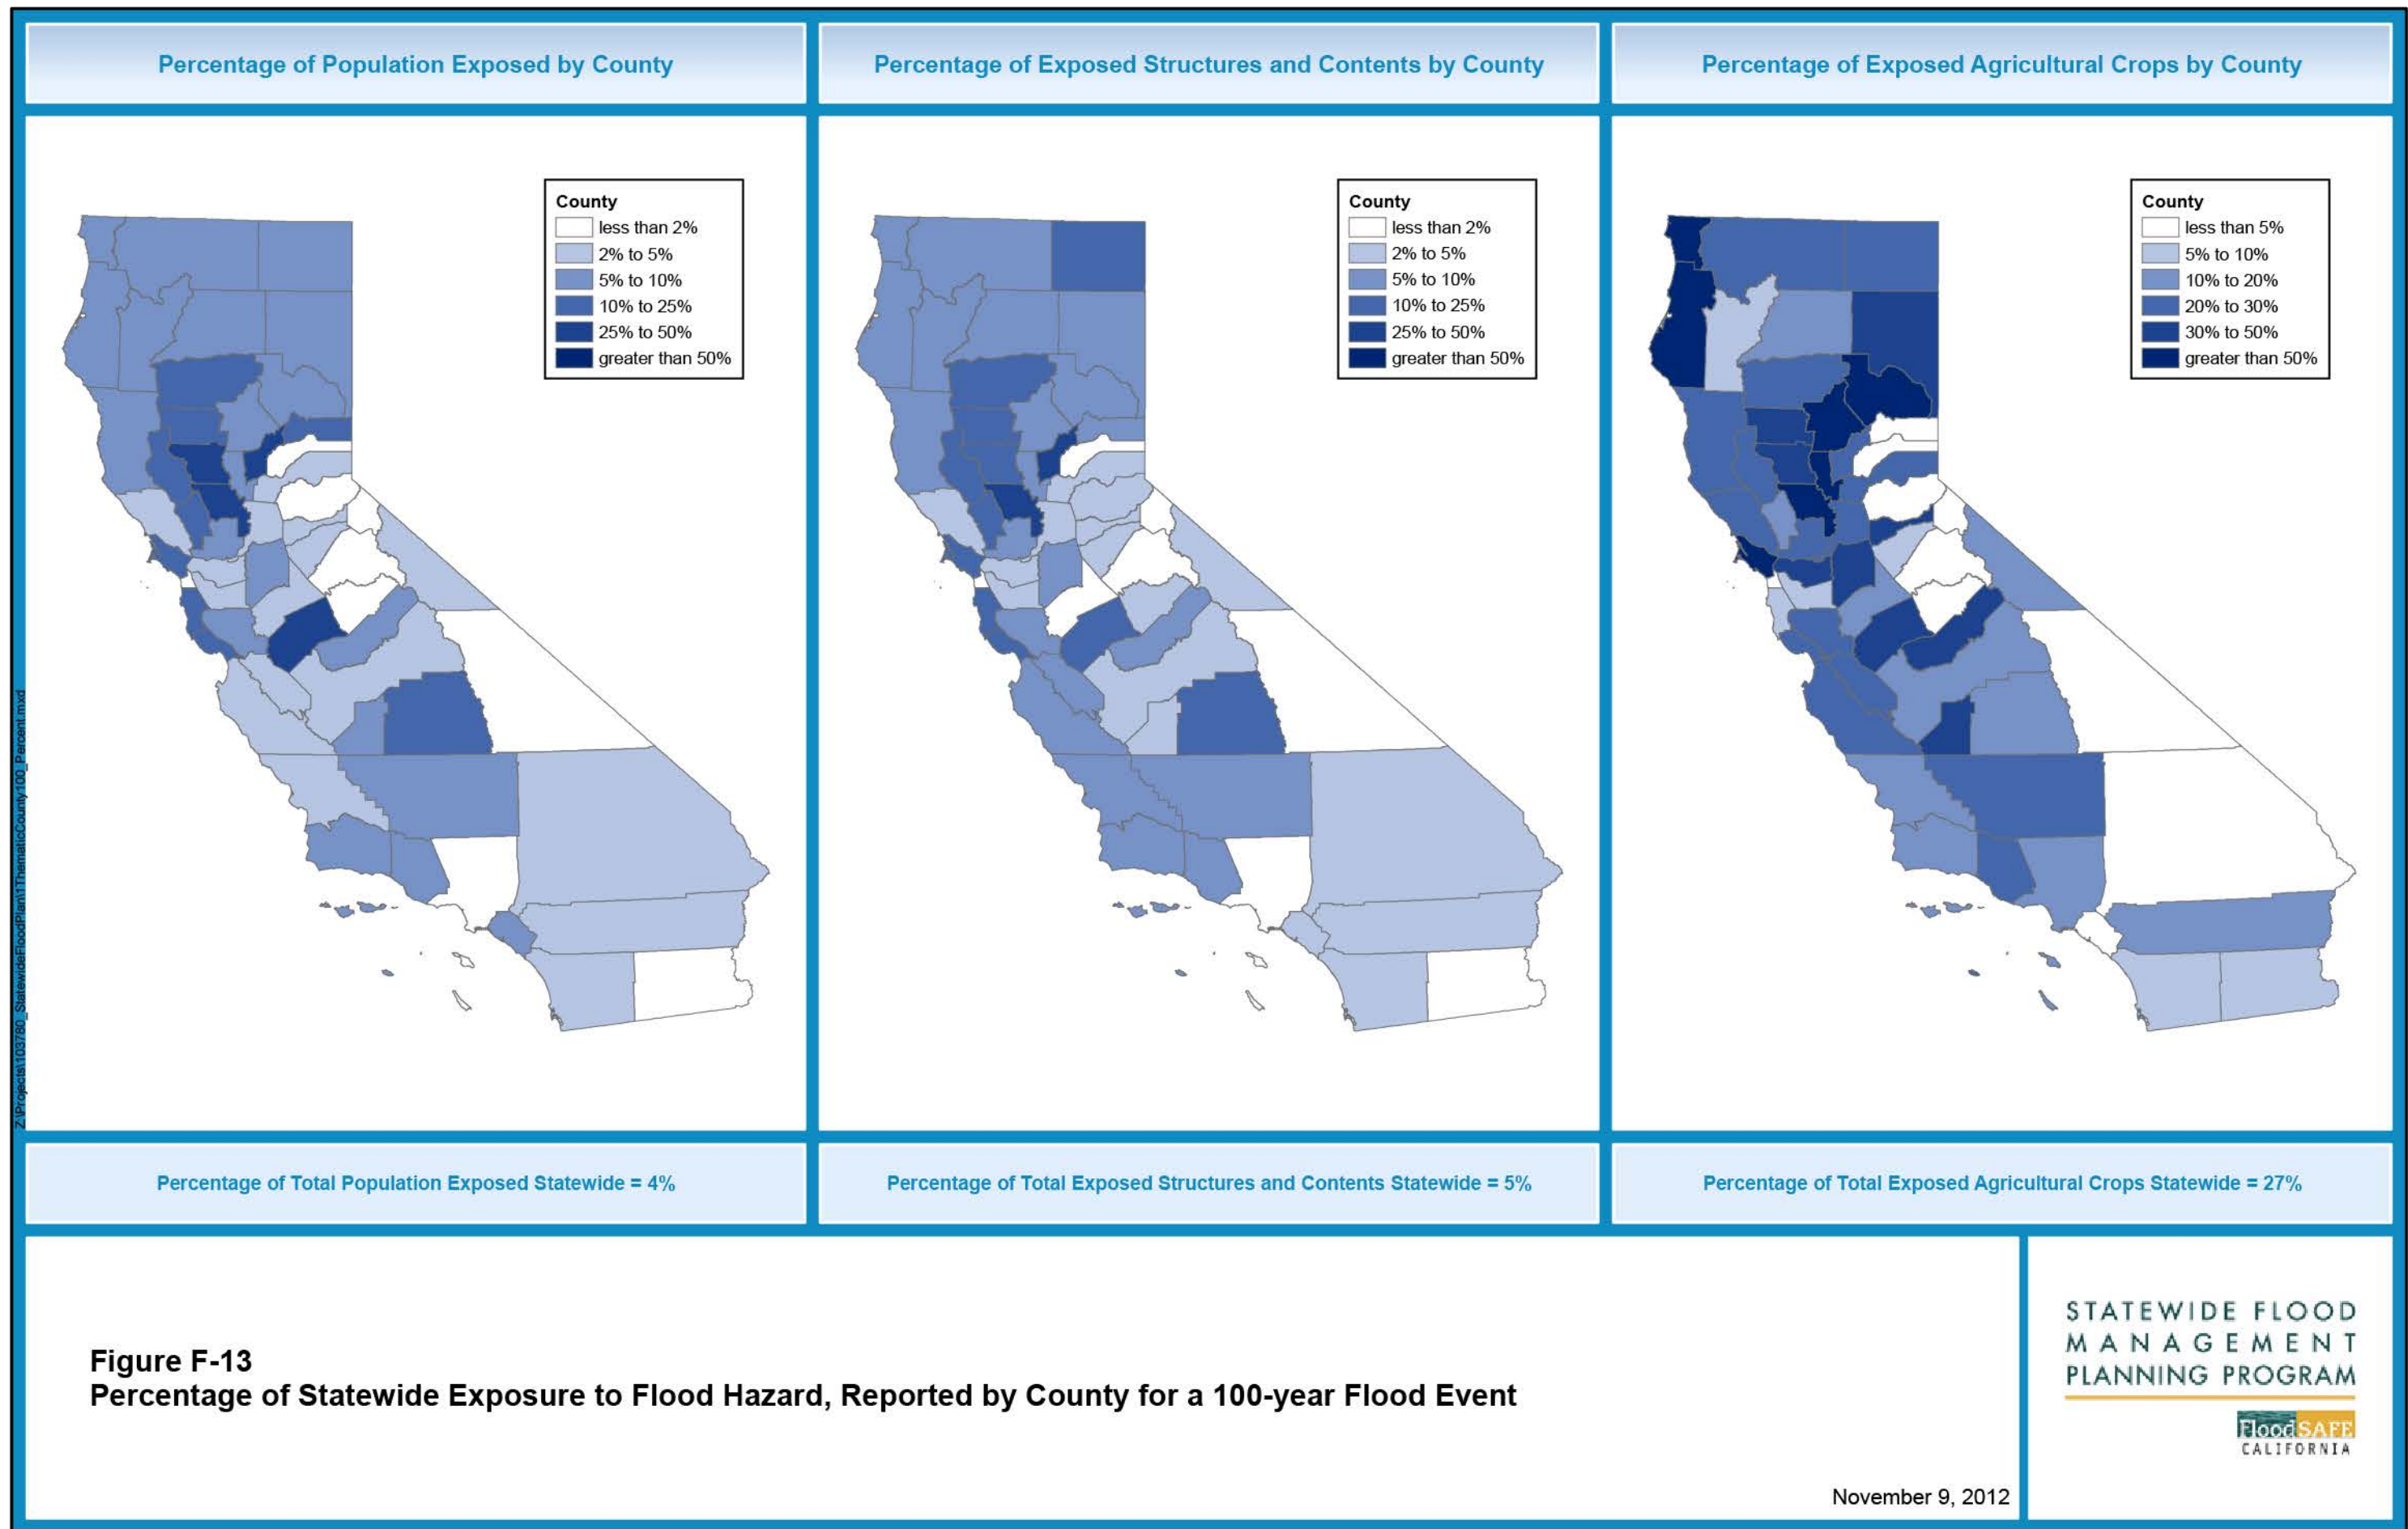 Percentage of Population Exposed by County
County
less than 2%
2% to 5%
5% to 10%
10% to 25%
25% to 50%
greater than 50%
Percentage of Total Population Exposed Statewide = 4%
Percentage of Exposed Structures and Contents by County
County
less than 2%
2% to 5%
5% to 10%
10% to 25%
25% to 50%
greater than 50%
Percentage of Total Exposed Structures and Contents Statewide = 5%
Percentage of Exposed Agricultural Crops by County
County
less than 5%
5% to 10%
10% to 20%
20% to 30%
30% to 50%
greater than 50%
Percentage of Total Exposed Agricultural Crops Statewide = 27%
Z:\Projects\103780_StatewideFloodPlan\1ThematicCounty100_Percent.mxd
Figure F-13
Percentage of Statewide Exposure to Flood Hazard, Reported by County for a 100-year Flood Event
November 9, 2012
STATEWIDE FLOOD
MANAGEMENT
PLANNING PROGRAM
FloodSAFE
CALIFORNIA